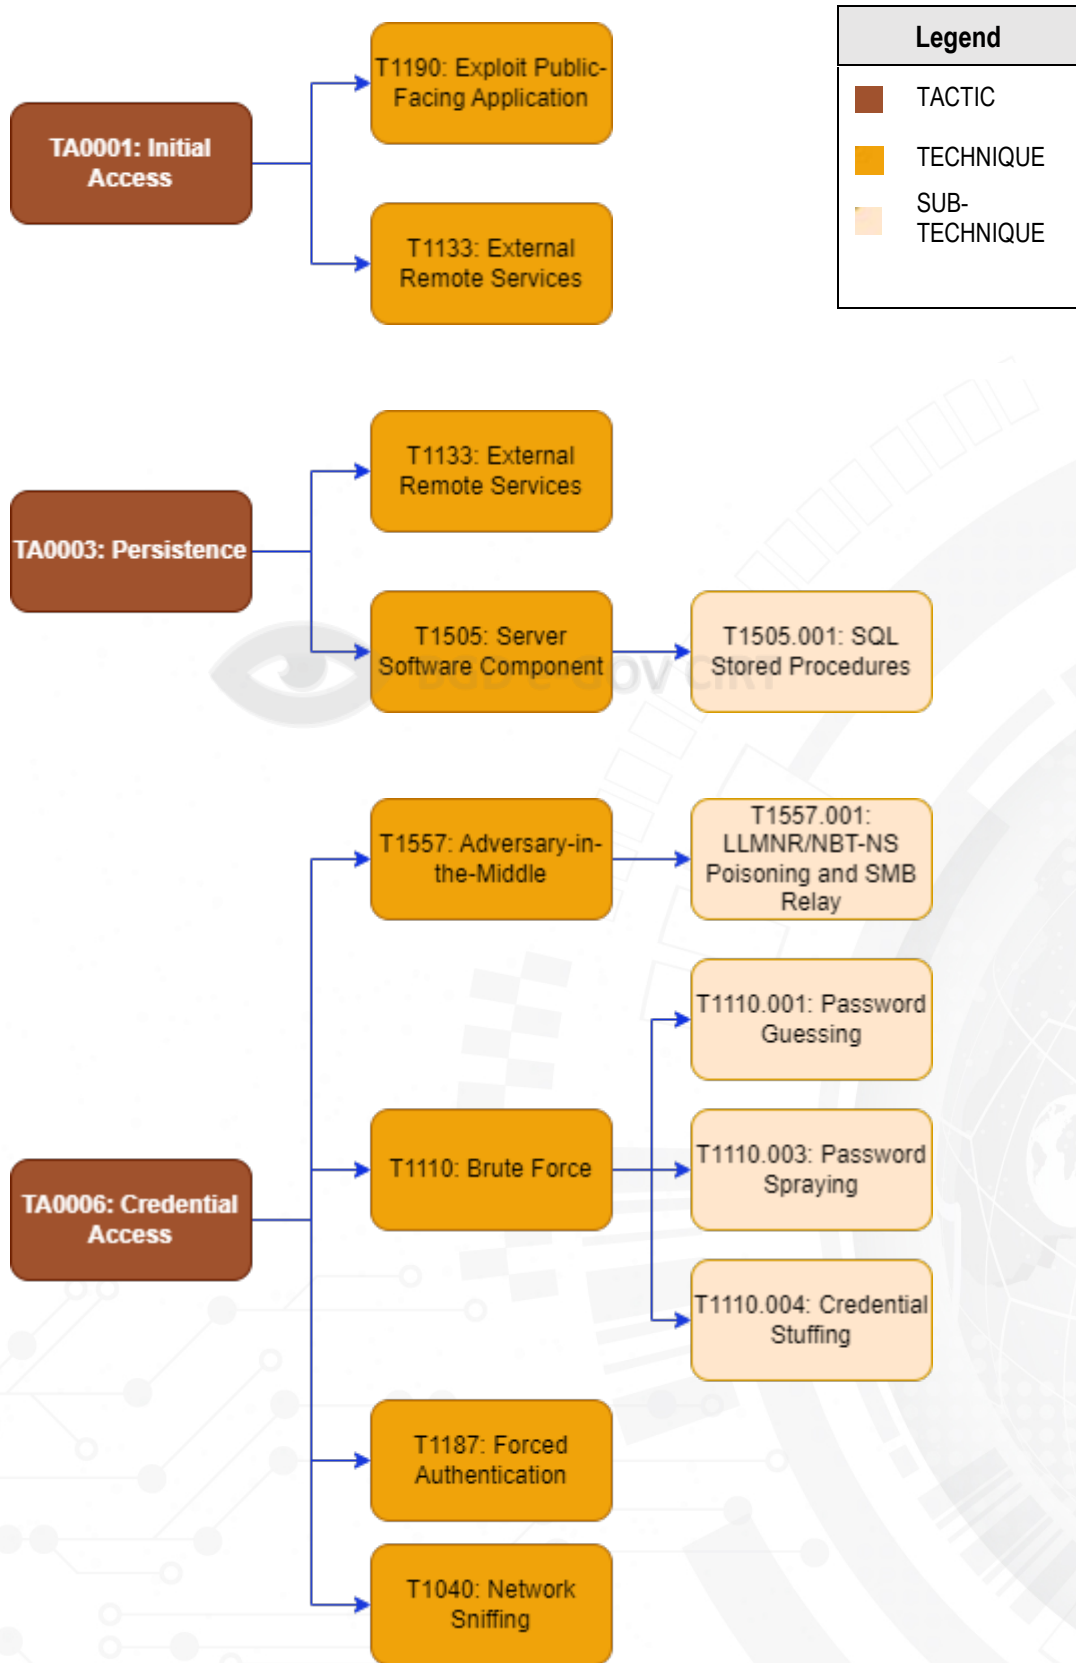 Legend
TACTIC
TECHNIQUE
SUB-
TECHNIQUE
TA0001: Initial
Access
T1190: Exploit Public-
Facing Application
T1133: External
Remote Services
TA0003: Persistence
T1133: External
Remote Services
T1505: Server
Software Component
T1505.001: SQL
Stored Procedures
BGD e-GOV CIRT
TA0006: Credential
Access
T1557: Adversary-in-
the-Middle
T1557.001:
LLMNR/NBT-NS
Poisoning and SMB
Relay
T1110: Brute Force
T1110.001: Password
Guessing
T1110.003: Password
Spraying
T1110.004: Credential
Stuffing
T1187: Forced
Authentication
T1040: Network
Sniffing